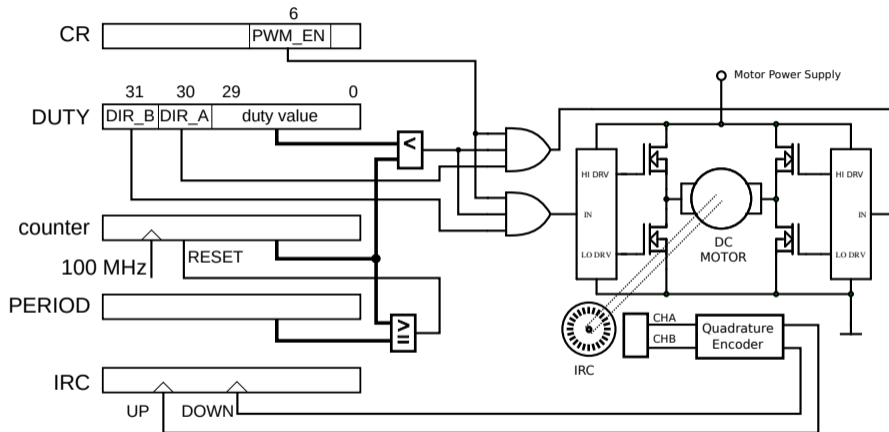 6
CR
PWM_EN
31
30
29
0
DUTY
DIR_B
DIR_A
duty value
<
Motor Power Supply
HI DRV
HI DRV
counter
IN
IN
RESET
100 MHz
DC
MOTOR
LO DRV
LO DRV
PERIOD
=>
CHA
CHB
Quadrature
Encoder
IRC
IRC
UP
DOWN